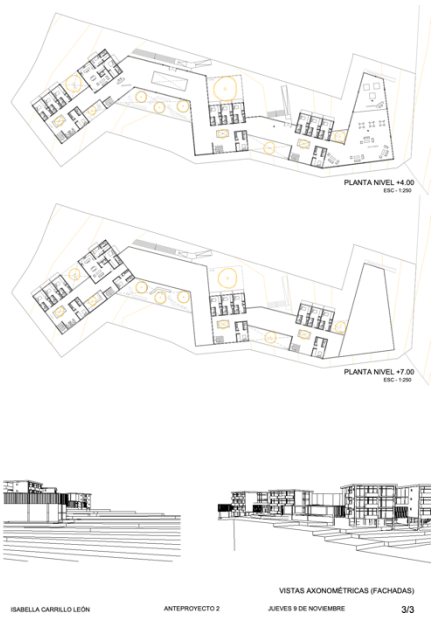 PLANTA NIVEL +4.00
ESC - 1:250
PLANTA NIVEL +7.00
ESC - 1:250
VISTAS AXONOMÉTRICAS (FACHADAS)
ISABELLA CARRILLO LEÓN
ANTEPROYECTO 2
JUEVES 9 DE NOVIEMBRE
3/3